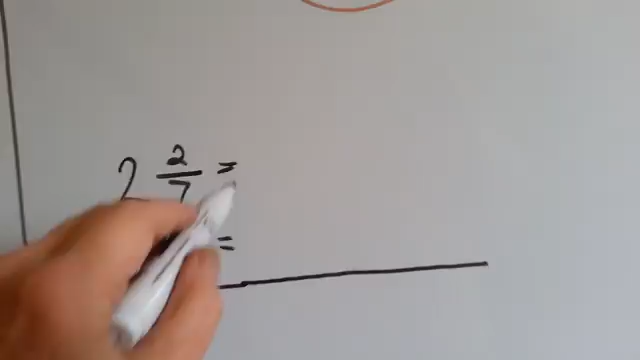 2 2/7 =
=